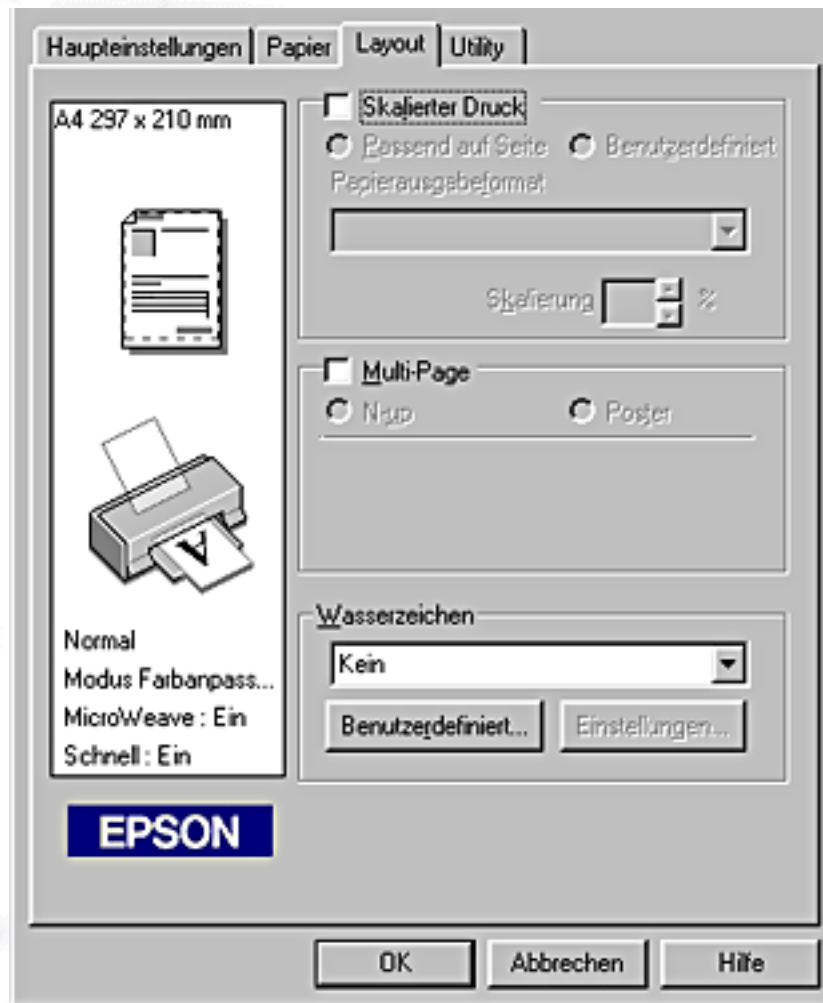 Haupteinstellungen Papier Layout Utility
A4 297 x 210 mm
Skalierter Druck
Passend auf Seite Benutzerdefiniert
Papierausgabeformat
Skalierung %
Multi-Page
N-up Poster
A
Normal
Modus Farbanpass...
MicroWeave : Ein
Schnell : Ein
Wasserzeichen
Kein
Benutzerdefiniert... Einstellungen...
EPSON
OK Abbrechen Hilfe